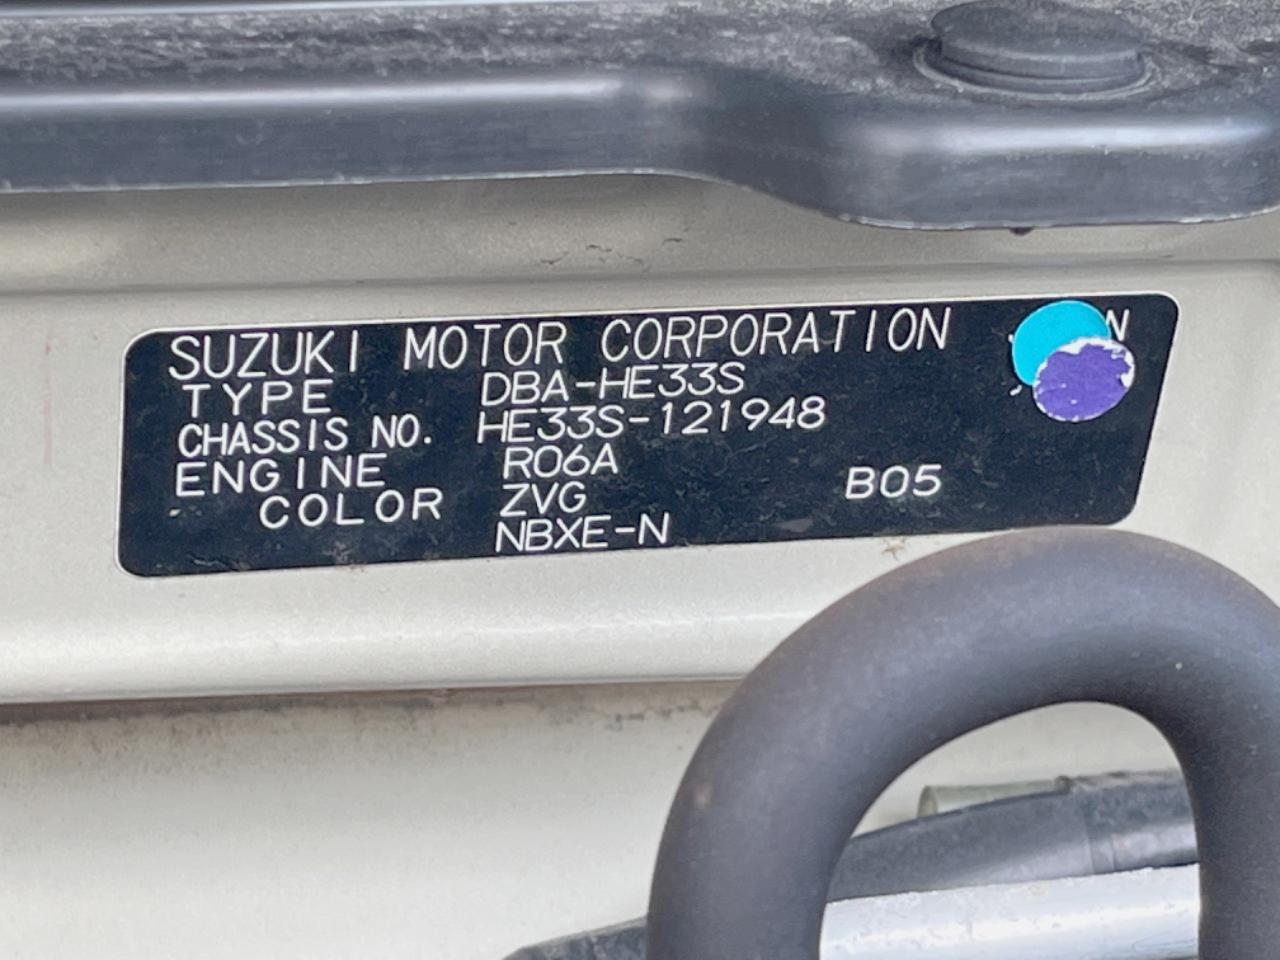 SUZUKI MOTOR CORPORATION N
TYPE DBA-HE33S
CHASSIS NO. HE33S-121948
ENGINE R06A
COLOR ZVG B05
NBXE-N